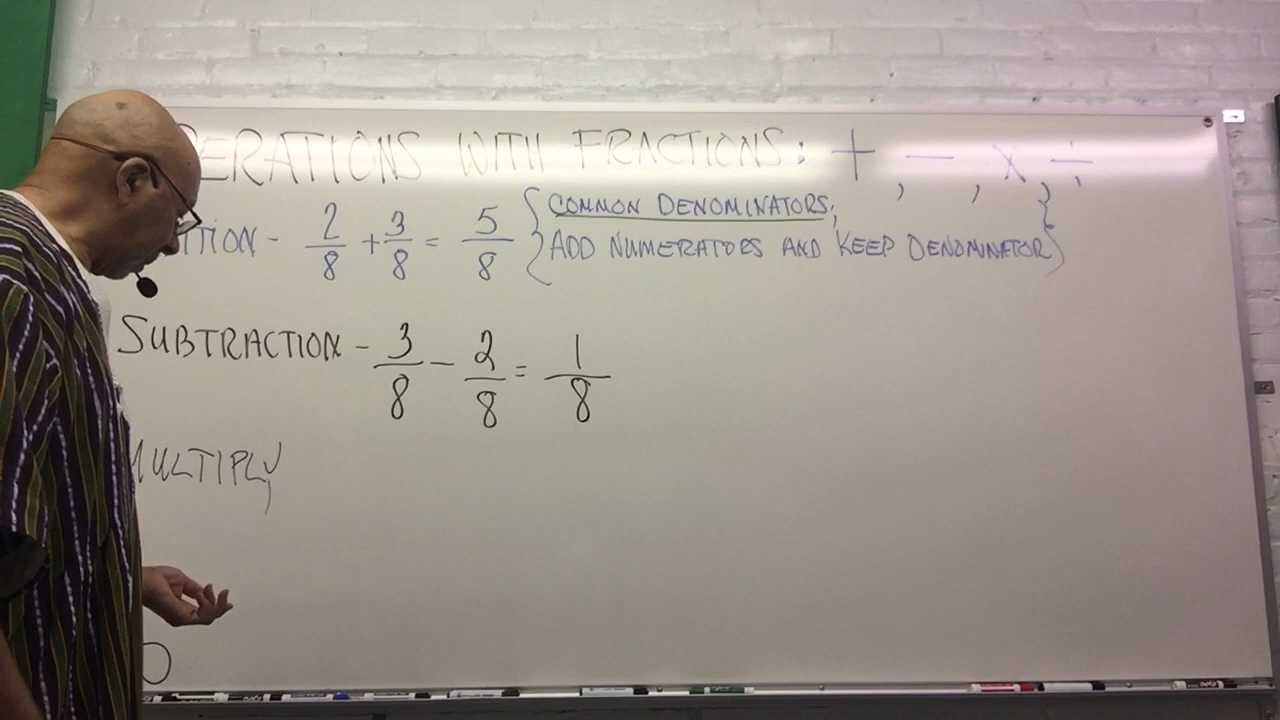 ERATIONS WITH FRACTIONS: +, −, x, ÷
ITION - 2/8 + 3/8 = 5/8 { COMMON DENOMINATORS;
ADD NUMERATORS AND KEEP DENOMINATOR }
SUBTRACTION - 3/8 − 2/8 = 1/8
MULTIPLY